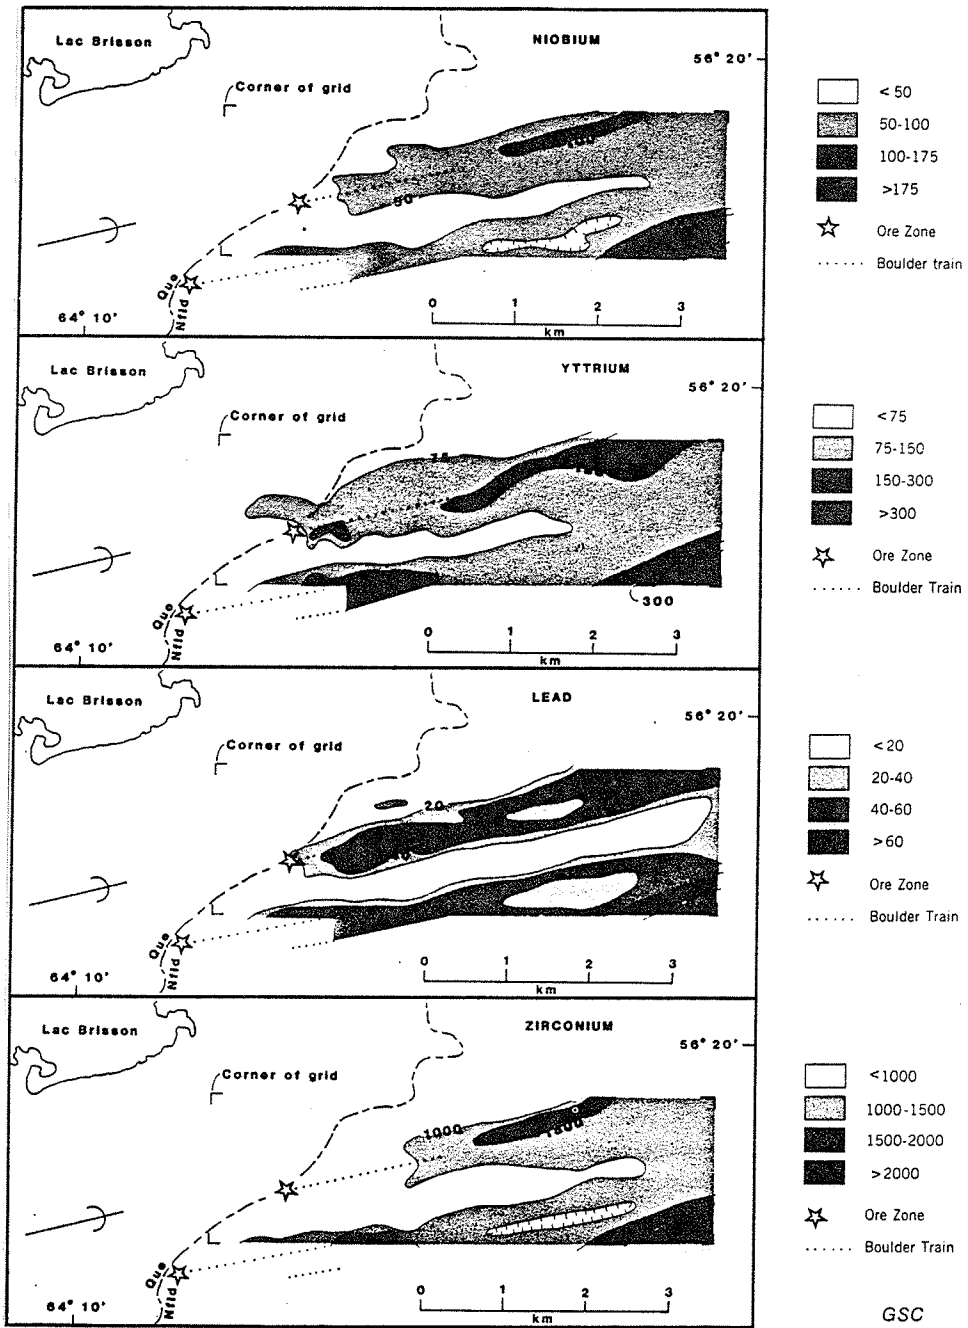 NIOBIUM
Lac Brisson
56° 20'
Corner of grid
100
50
Que
Nfld
64° 10'
0 1 2 3
km
<50
50-100
100-175
>175
Ore Zone
Boulder train
YTTRIUM
Lac Brisson
56° 20'
Corner of grid
75
300
Que
Nfld
64° 10'
0 1 2 3
km
<75
75-150
150-300
>300
Ore Zone
Boulder Train
LEAD
Lac Brisson
56° 20'
Corner of grid
20
40
Que
Nfld
64° 10'
0 1 2 3
km
<20
20-40
40-60
>60
Ore Zone
Boulder Train
ZIRCONIUM
Lac Brisson
56° 20'
Corner of grid
1000
1500
Que
Nfld
64° 10'
0 1 2 3
km
<1000
1000-1500
1500-2000
>2000
Ore Zone
Boulder Train
GSC